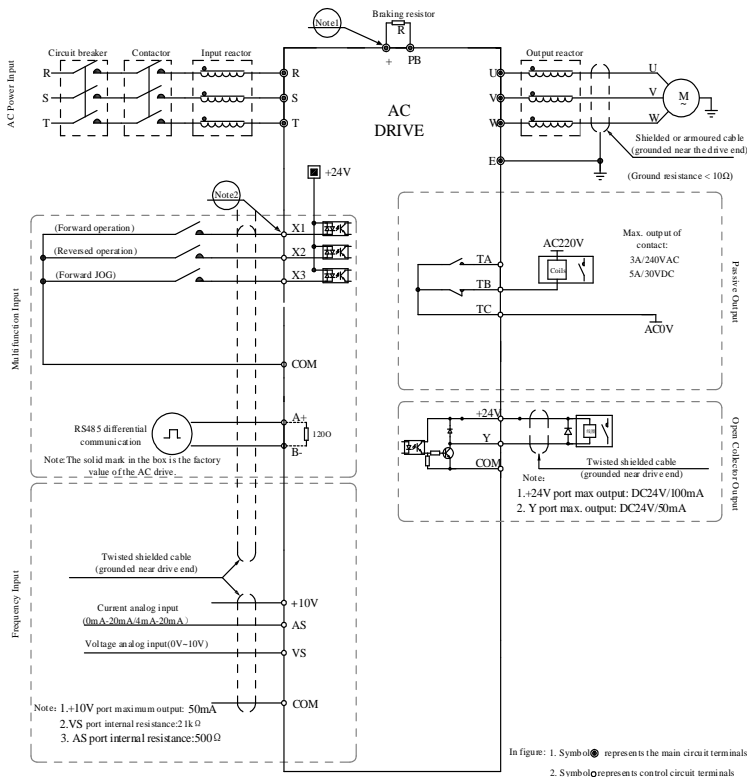 Note1
Braking resistor
R
+ PB
Circuit breaker Contactor Input reactor
Output reactor
AC Power Input
R R
S S
T T
AC
DRIVE
U U
V V
W W
M
~
E
Shielded or armoured cable
(grounded near the drive end)
(Ground resistance < 10Ω)
+24V
Note2
Multifunction Input
(Forward operation) X1
(Reversed operation) X2
(Forward JOG) X3
COM
RS485 differential
communication
A+
B-
120Ω
Note:The solid mark in the box is the factory
value of the AC drive.
Passive Output
TA
TB
TC
AC220V
Coils
AC0V
Max. output of
contact:
3A/240VAC
5A/30VDC
Open Collector Output
+24V
Y
COM
Twisted shielded cable
(grounded near drive end)
Note:
1.+24V port max output: DC24V/100mA
2. Y port max. output: DC24V/50mA
Frequency Input
Twisted shielded cable
(grounded near drive end)
+10V
Current analog input
(0mA-20mA/4mA-20mA)
AS
Voltage analog input(0V~10V)
VS
COM
Note: 1.+10V port maximum output: 50mA
2.VS port internal resistance:21kΩ
3. AS port internal resistance:500Ω
In figure: 1. Symbol represents the main circuit terminals
2. Symbol represents control circuit terminals